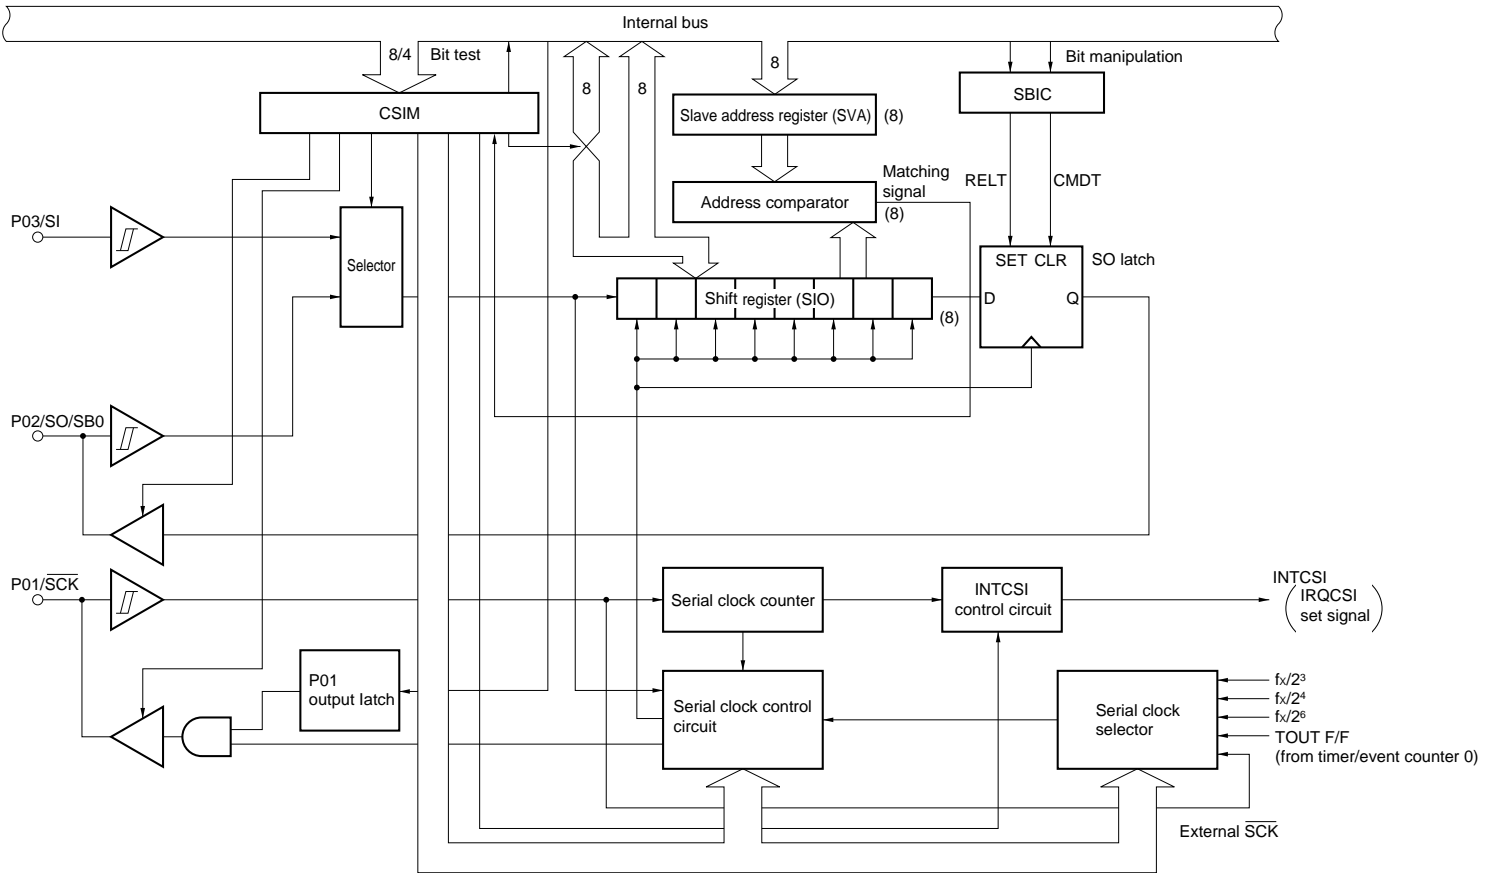 Internal bus
8/4
Bit test
8
8
8
Bit manipulation
CSIM
Slave address register (SVA)
(8)
SBIC
Address comparator
Matching
signal
(8)
RELT
CMDT
P03/SI
Selector
SET CLR
SO latch
D
Q
Shift register (SIO)
(8)
P02/SO/SB0
P01/S̅C̅K̅
Serial clock counter
INTCSI
control circuit
INTCSI
IRQCSI
set signal
P01
output latch
Serial clock control
circuit
Serial clock
selector
fx/2³
fx/2⁴
fx/2⁶
TOUT F/F
(from timer/event counter 0)
External S̅C̅K̅